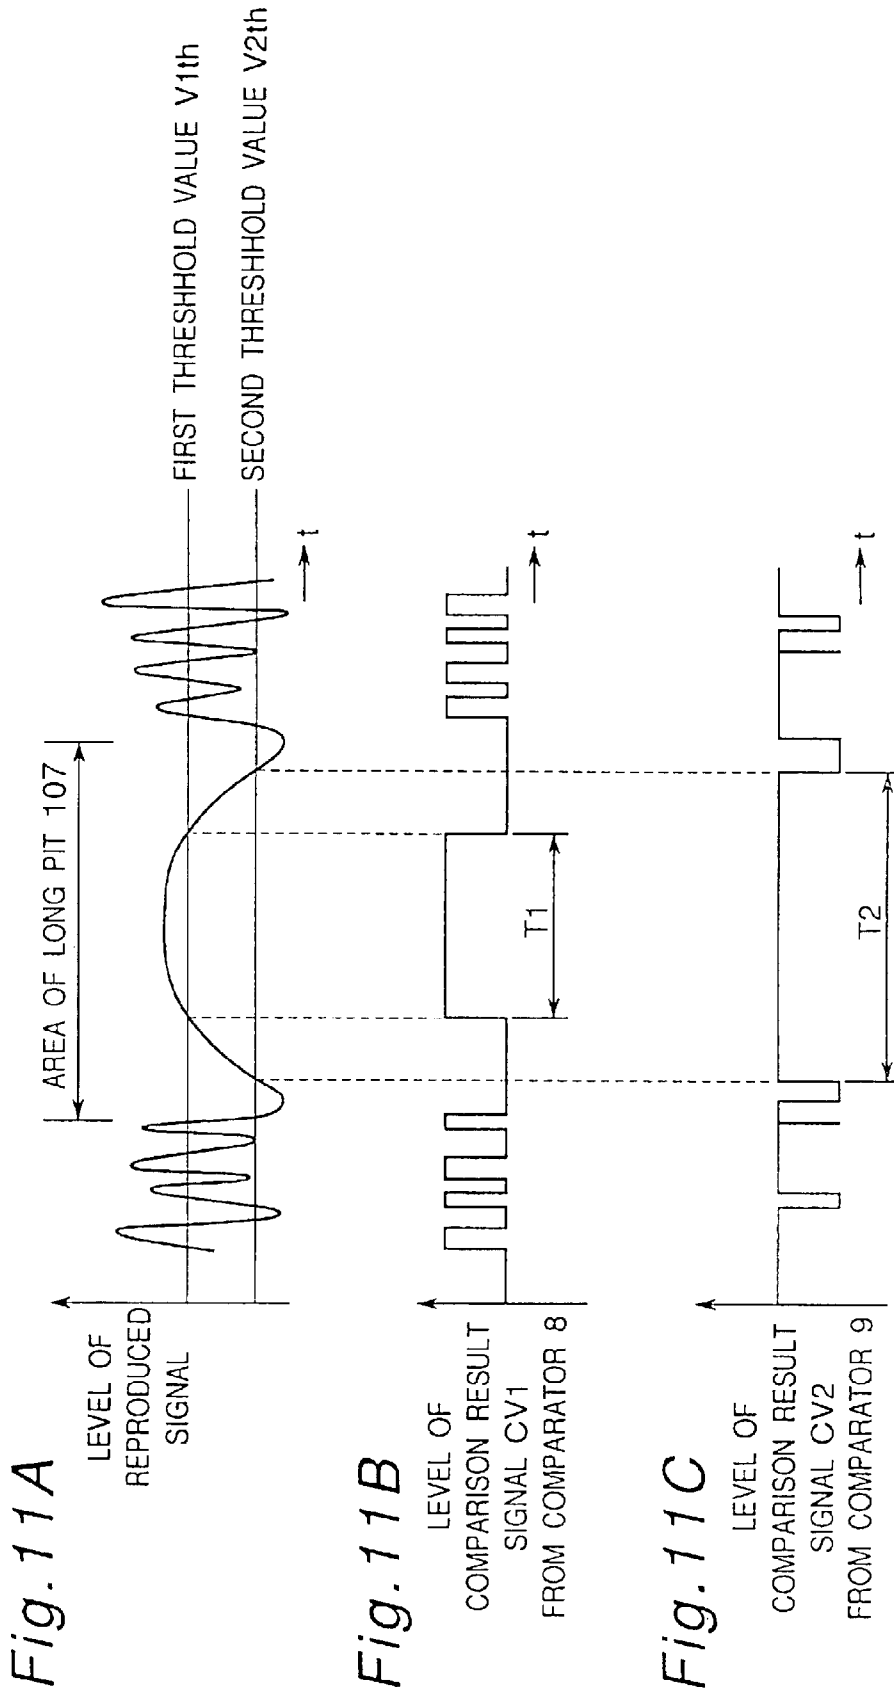 Fig.11A
LEVEL OF
REPRODUCED
SIGNAL
AREA OF LONG PIT 107
FIRST THRESHHOLD VALUE V1th
SECOND THRESHHOLD VALUE V2th
t
Fig.11B
LEVEL OF
COMPARISON RESULT
SIGNAL CV1
FROM COMPARATOR 8
T1
t
Fig.11C
LEVEL OF
COMPARISON RESULT
SIGNAL CV2
FROM COMPARATOR 9
T2
t